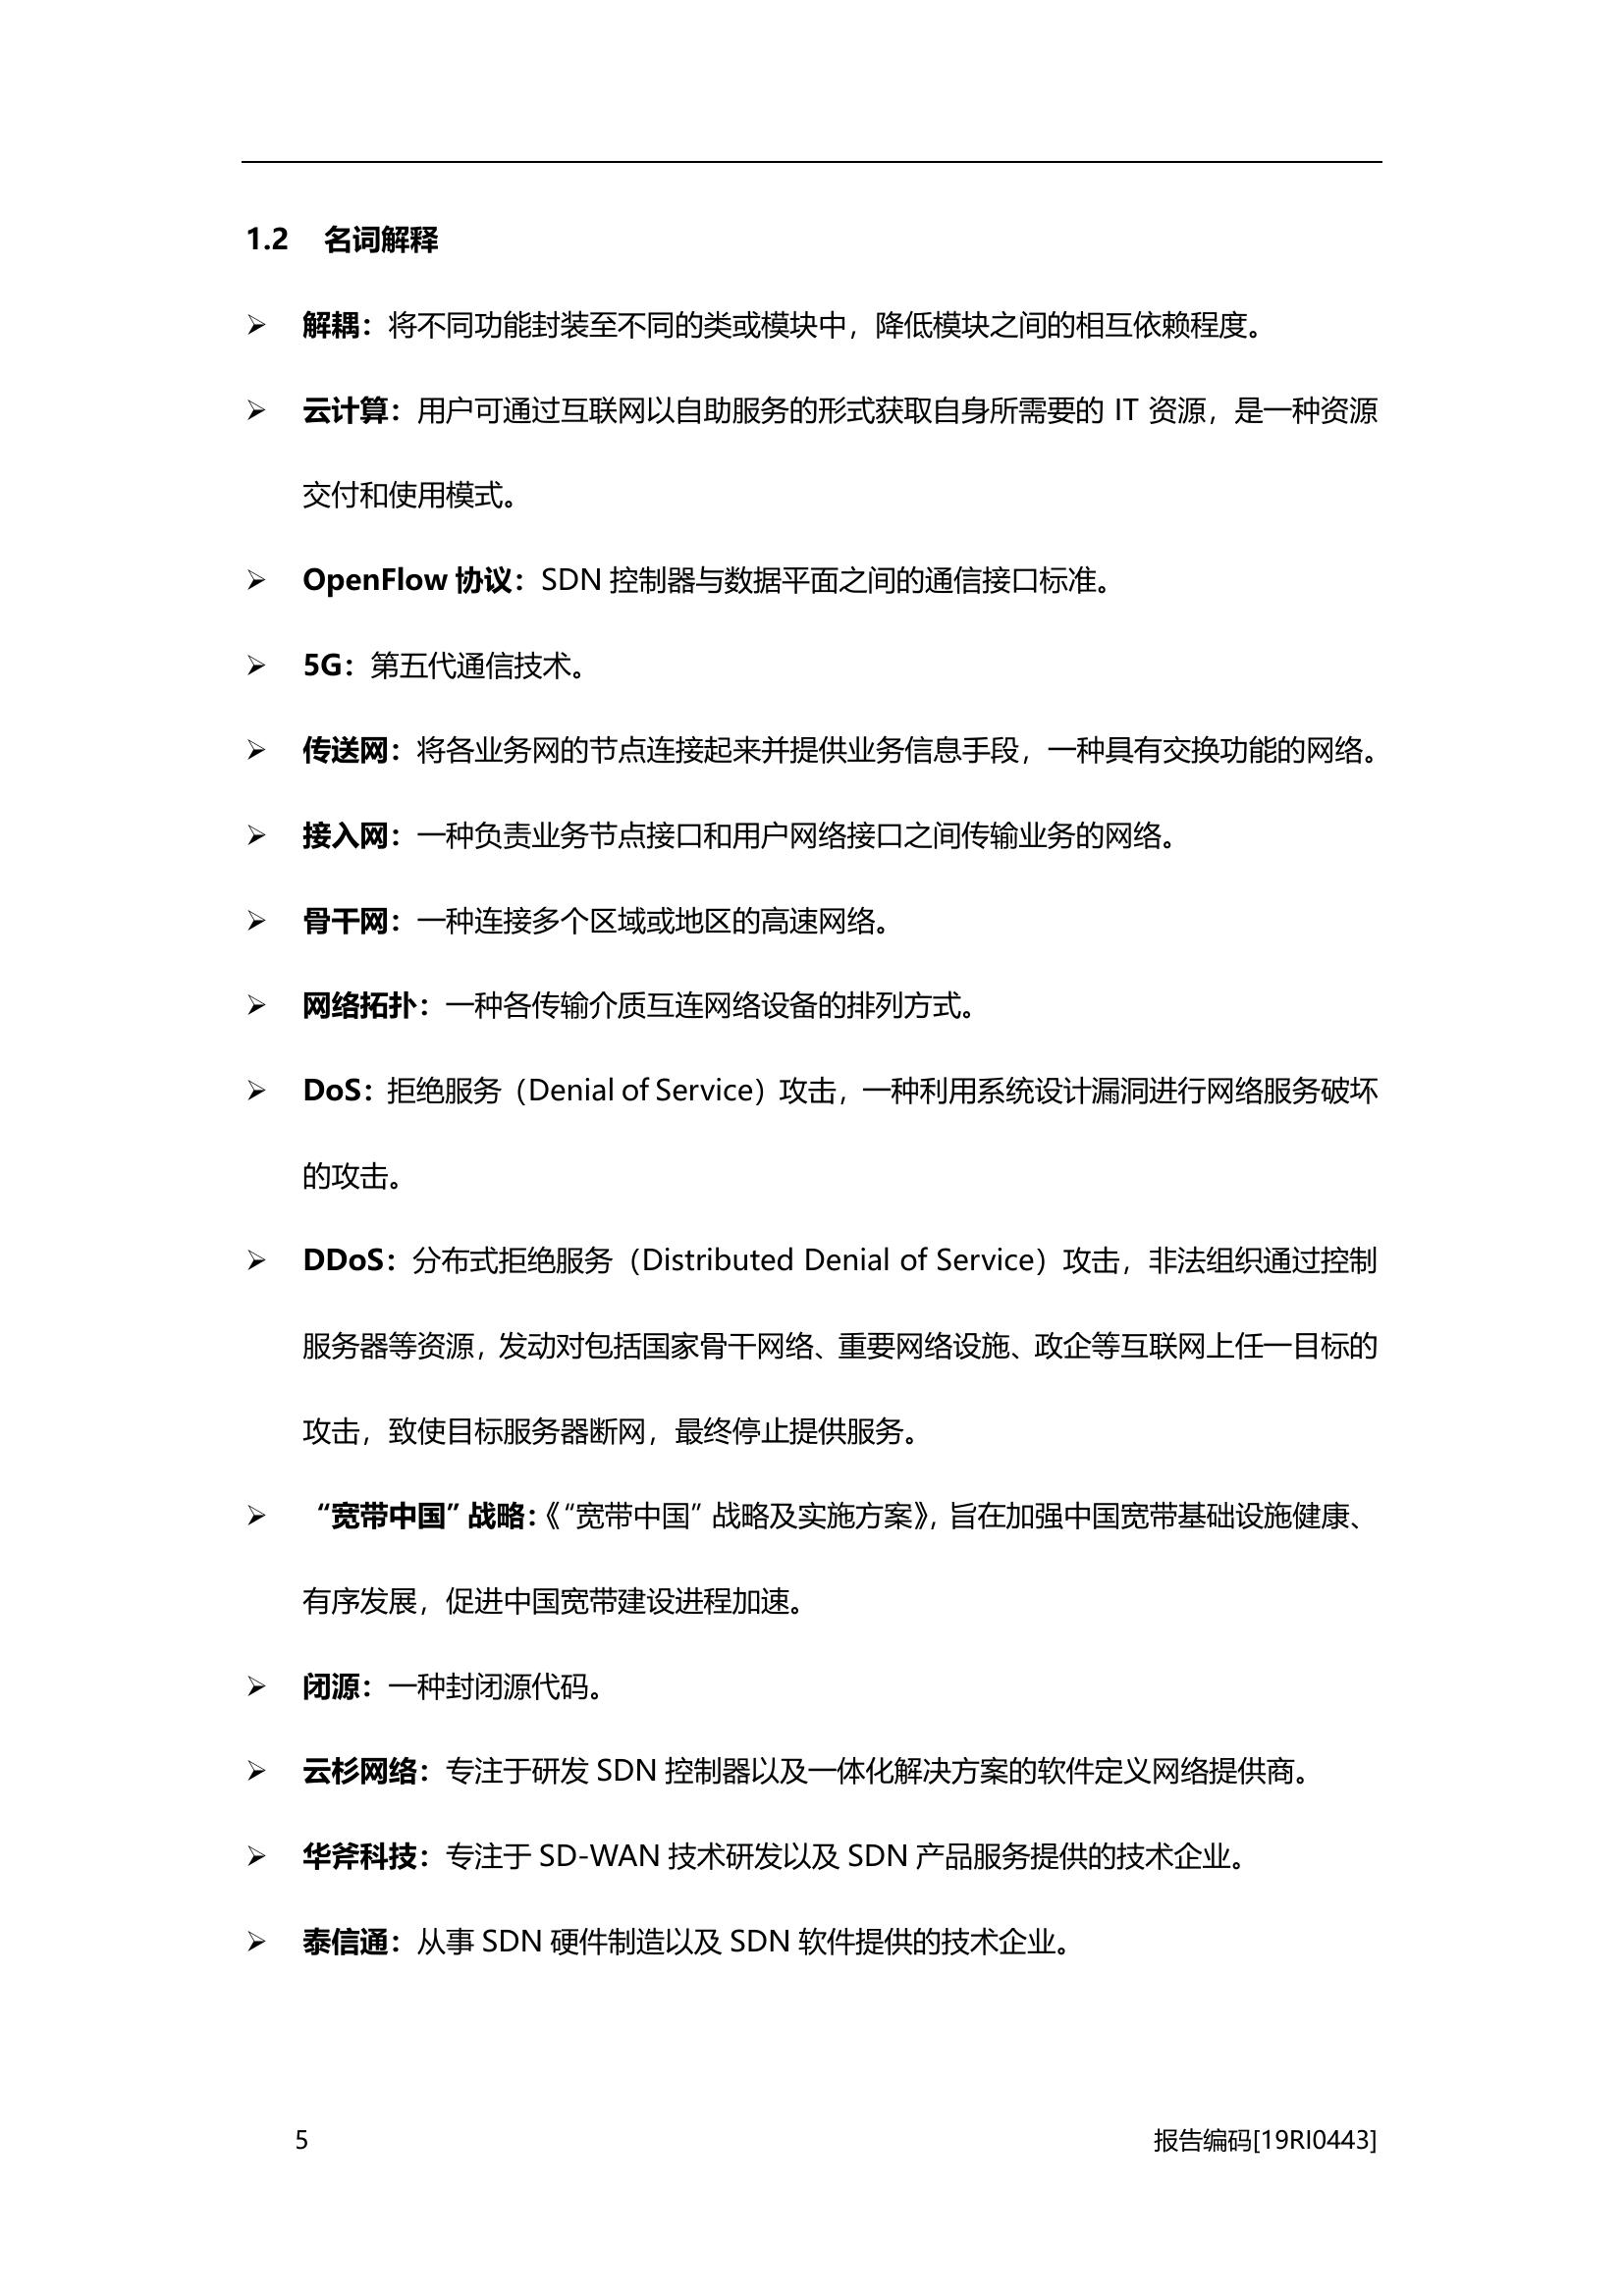 1.2 名词解释
➢ 解耦：将不同功能封装至不同的类或模块中，降低模块之间的相互依赖程度。
➢ 云计算：用户可通过互联网以自助服务的形式获取自身所需要的 IT 资源，是一种资源
交付和使用模式。
➢ OpenFlow 协议：SDN 控制器与数据平面之间的通信接口标准。
➢ 5G：第五代通信技术。
➢ 传送网：将各业务网的节点连接起来并提供业务信息手段，一种具有交换功能的网络。
➢ 接入网：一种负责业务节点接口和用户网络接口之间传输业务的网络。
➢ 骨干网：一种连接多个区域或地区的高速网络。
➢ 网络拓扑：一种各传输介质互连网络设备的排列方式。
➢ DoS：拒绝服务（Denial of Service）攻击，一种利用系统设计漏洞进行网络服务破坏
的攻击。
➢ DDoS：分布式拒绝服务（Distributed Denial of Service）攻击，非法组织通过控制
服务器等资源，发动对包括国家骨干网络、重要网络设施、政企等互联网上任一目标的
攻击，致使目标服务器断网，最终停止提供服务。
➢ “宽带中国”战略：《“宽带中国”战略及实施方案》，旨在加强中国宽带基础设施健康、
有序发展，促进中国宽带建设进程加速。
➢ 闭源：一种封闭源代码。
➢ 云杉网络：专注于研发 SDN 控制器以及一体化解决方案的软件定义网络提供商。
➢ 华斧科技：专注于 SD-WAN 技术研发以及 SDN 产品服务提供的技术企业。
➢ 泰信通：从事 SDN 硬件制造以及 SDN 软件提供的技术企业。
5 报告编码[19RI0443]